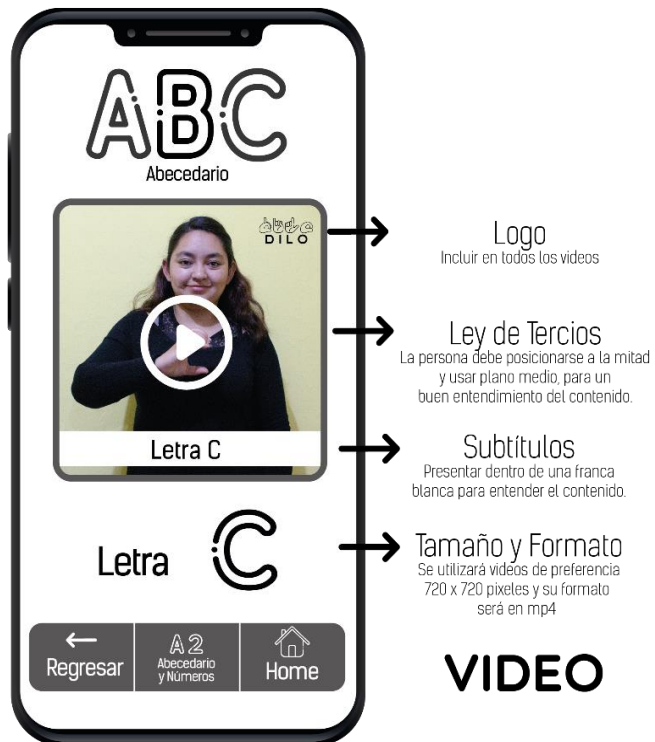 ABC
Abecedario
DILO
Letra C
Letra C
Regresar
A2
Abecedario
y Números
Home
Logo
Incluir en todos los videos
Ley de Tercios
La persona debe posicionarse a la mitad
y usar plano medio, para un
buen entendimiento del contenido.
Subtítulos
Presentar dentro de una franca
blanca para entender el contenido.
Tamaño y Formato
Se utilizará videos de preferencia
720 x 720 pixeles y su formato
será en mp4
VIDEO